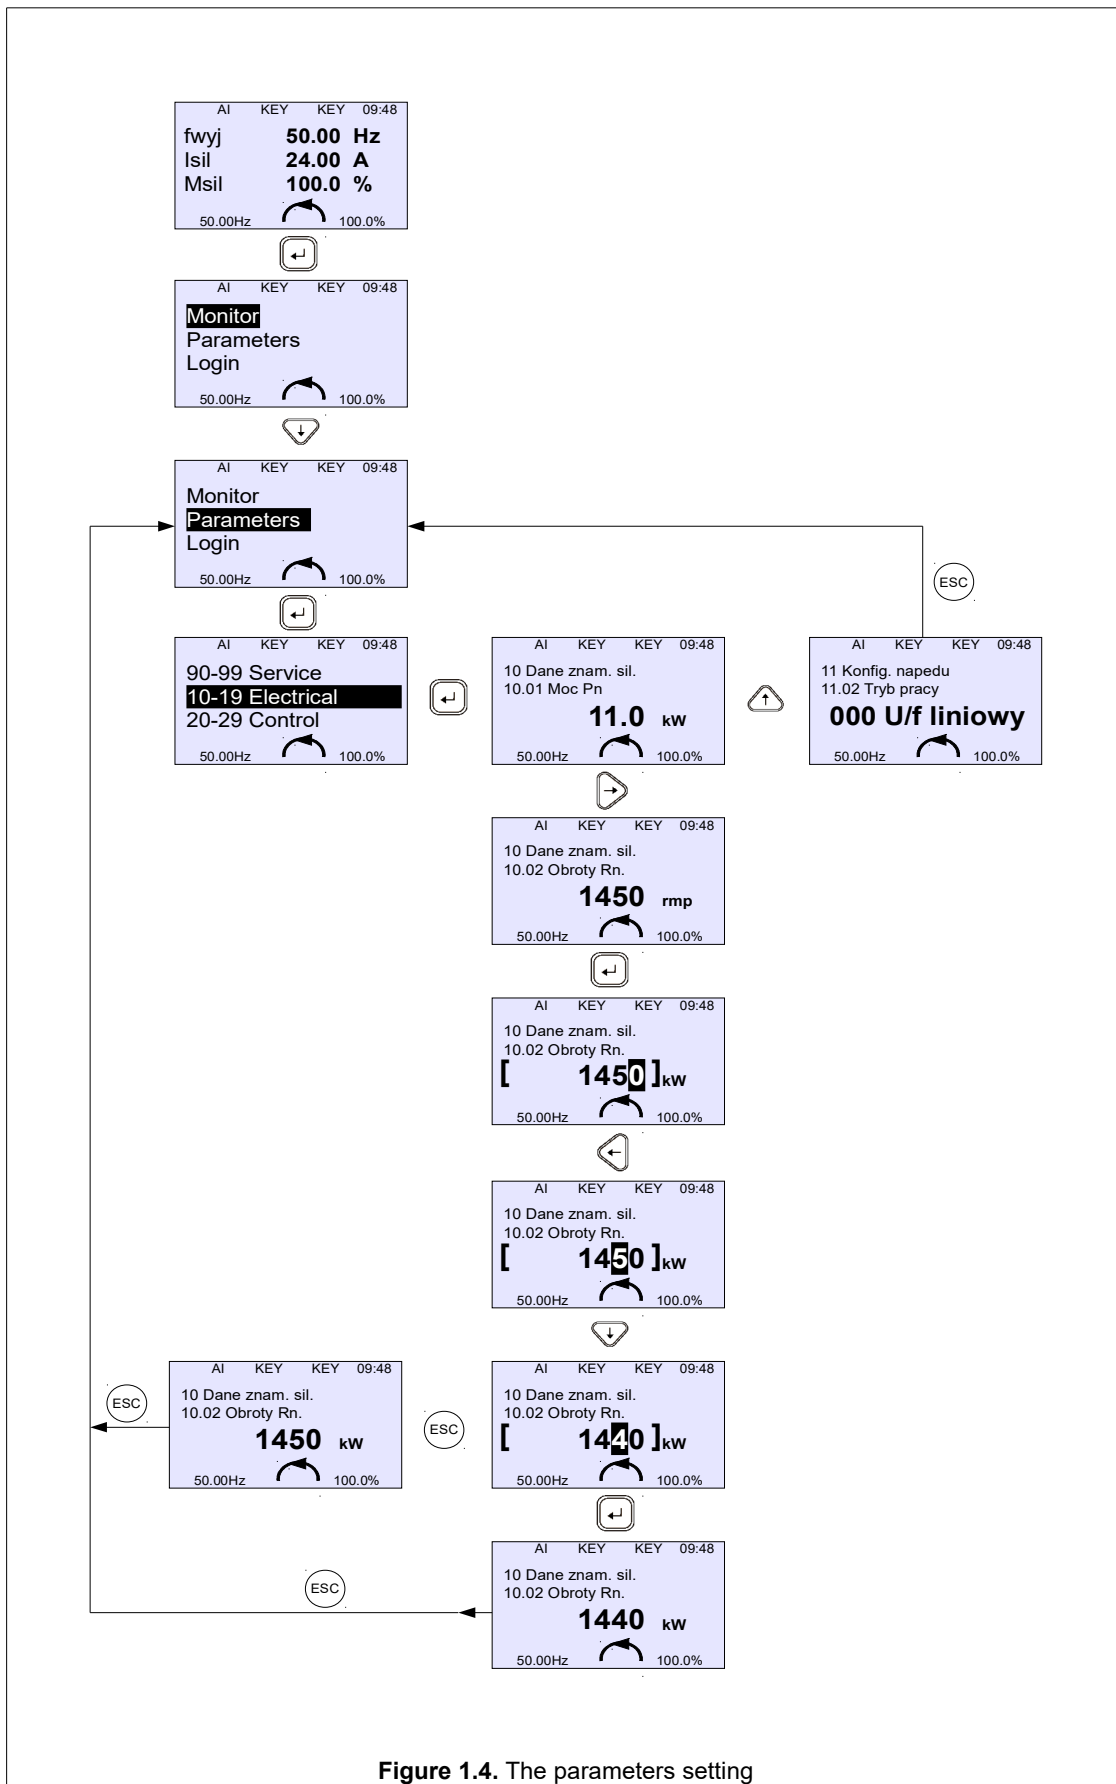 AI KEY KEY 09:48
fwyj 50.00 Hz
Isil 24.00 A
Msil 100.0 %
50.00Hz 100.0%
AI KEY KEY 09:48
Monitor
Parameters
Login
50.00Hz 100.0%
AI KEY KEY 09:48
Monitor
Parameters
Login
50.00Hz 100.0%
ESC
AI KEY KEY 09:48
90-99 Service
10-19 Electrical
20-29 Control
50.00Hz 100.0%
AI KEY KEY 09:48
10 Dane znam. sil.
10.01 Moc Pn
11.0 kW
50.00Hz 100.0%
AI KEY KEY 09:48
11 Konfig. napedu
11.02 Tryb pracy
000 U/f liniowy
50.00Hz 100.0%
AI KEY KEY 09:48
10 Dane znam. sil.
10.02 Obroty Rn.
1450 rmp
50.00Hz 100.0%
AI KEY KEY 09:48
10 Dane znam. sil.
10.02 Obroty Rn.
[ 1450 ]kW
50.00Hz 100.0%
AI KEY KEY 09:48
10 Dane znam. sil.
10.02 Obroty Rn.
[ 1450 ]kW
50.00Hz 100.0%
ESC
AI KEY KEY 09:48
10 Dane znam. sil.
10.02 Obroty Rn.
1450 kW
50.00Hz 100.0%
ESC
AI KEY KEY 09:48
10 Dane znam. sil.
10.02 Obroty Rn.
[ 1440 ]kW
50.00Hz 100.0%
ESC
AI KEY KEY 09:48
10 Dane znam. sil.
10.02 Obroty Rn.
1440 kW
50.00Hz 100.0%
Figure 1.4. The parameters setting